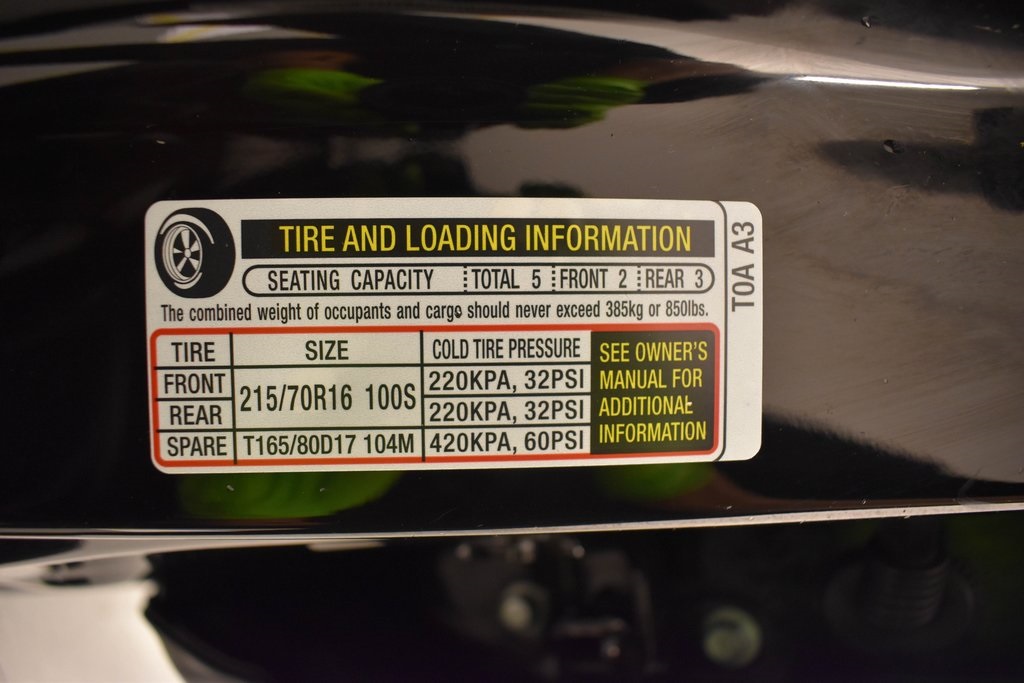 TIRE AND LOADING INFORMATION
SEATING CAPACITY TOTAL 5 FRONT 2 REAR 3
The combined weight of occupants and cargo should never exceed 385kg or 850lbs.
TIRE SIZE COLD TIRE PRESSURE
FRONT 215/70R16 100S 220KPA, 32PSI
REAR 220KPA, 32PSI
SPARE T165/80D17 104M 420KPA, 60PSI
SEE OWNER'S
MANUAL FOR
ADDITIONAL
INFORMATION
T0A A3